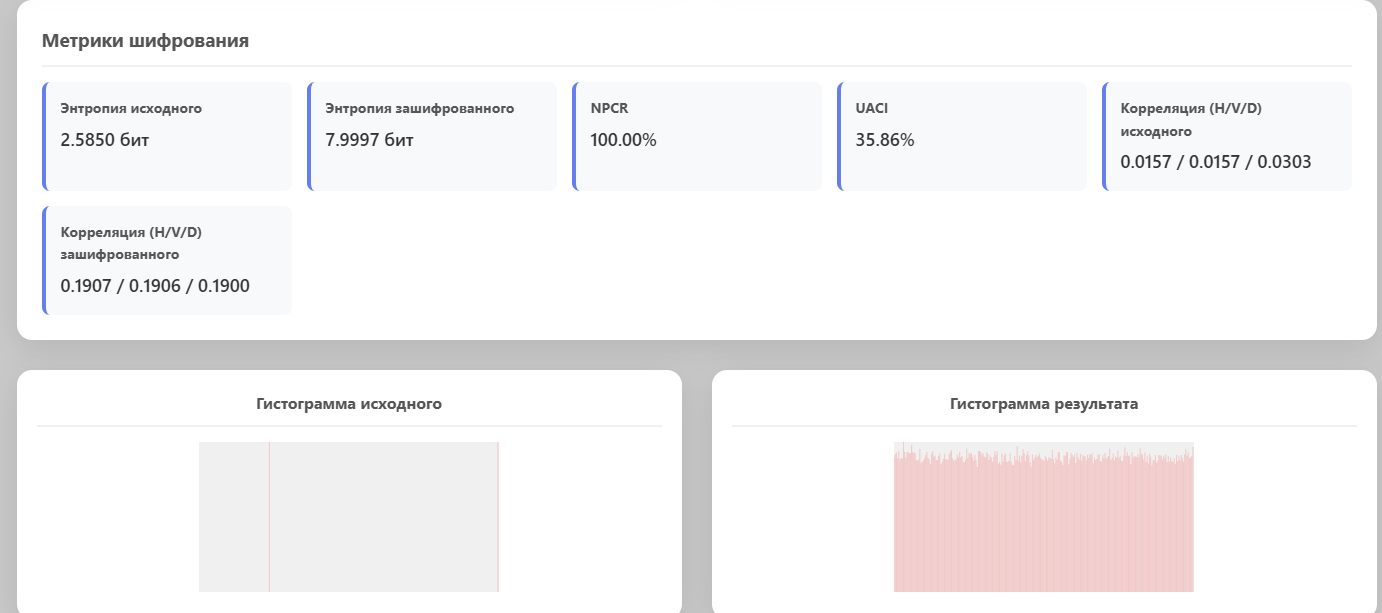 Метрики шифрования
Энтропия исходного
2.5850 бит
Энтропия зашифрованного
7.9997 бит
NPCR
100.00%
UACI
35.86%
Корреляция (H/V/D)
исходного
0.0157 / 0.0157 / 0.0303
Корреляция (H/V/D)
зашифрованного
0.1907 / 0.1906 / 0.1900
Гистограмма исходного
Гистограмма результата